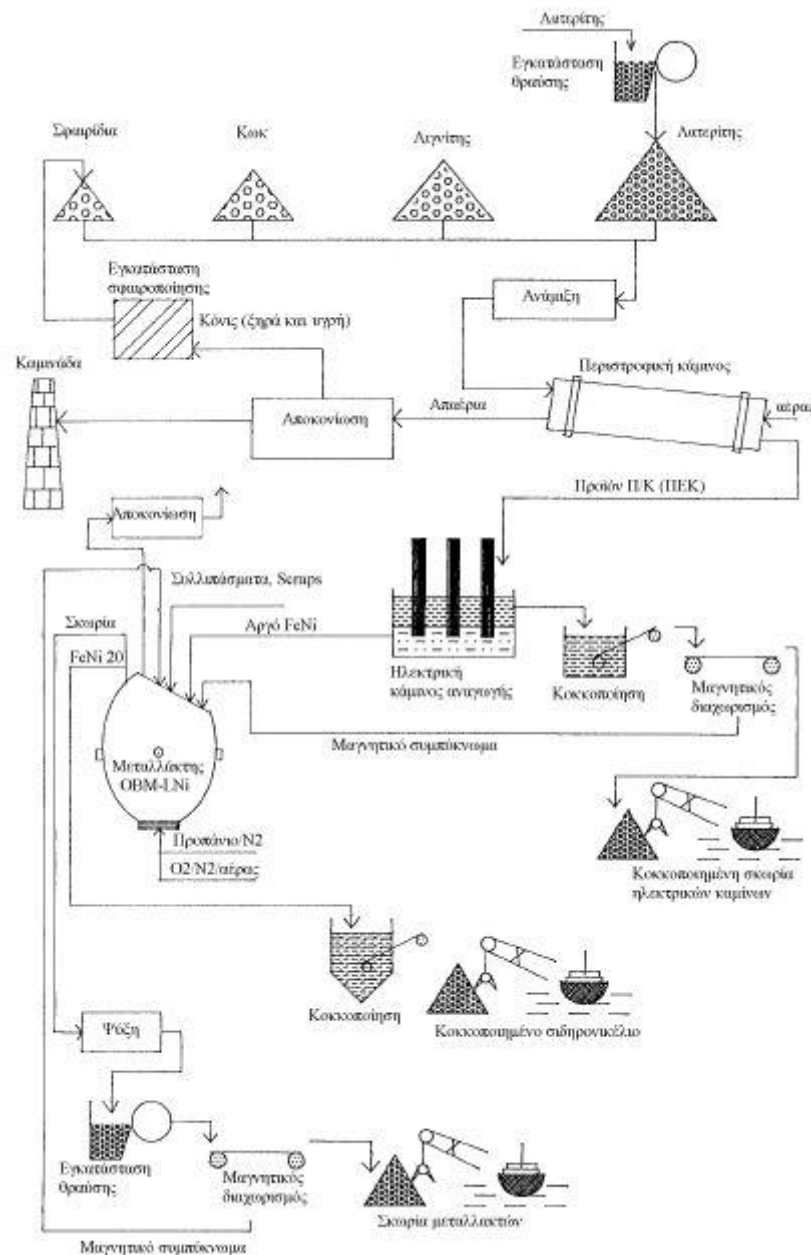 Λατερίτης
Εγκατάσταση
θραύσης
Σφαιρίδια
Κωκ
Λιγνίτης
Λατερίτης
Εγκατάσταση
σφαιροποίησης
Κόνις (ξηρά και υγρή)
Ανάμιξη
Καμινάδα
Περιστροφική κάμινος
Αποκονίωση
Απαέρια
αέρας
Προϊόν Π/Κ (ΠΕΚ)
Αποκονίωση
Συλλιπάσματα, Scraps
Σκωρία
Αργό FeNi
FeNi 20
Ηλεκτρική
κάμινος αναγωγής
Κοκκοποίηση
Μαγνητικός
διαχωρισμός
Μαγνητικό συμπύκνωμα
Μεταλλάκτης
OBM-LNi
Προπάνιο/N2
O2/N2/αέρας
Κοκκοποιημένη σκωρία
ηλεκτρικών καμίνων
Κοκκοποίηση
Κοκκοποιημένο σιδηρονικέλιο
Ψύξη
Εγκατάσταση
θραύσης
Μαγνητικός
διαχωρισμός
Σκωρία μεταλλακτών
Μαγνητικό συμπύκνωμα